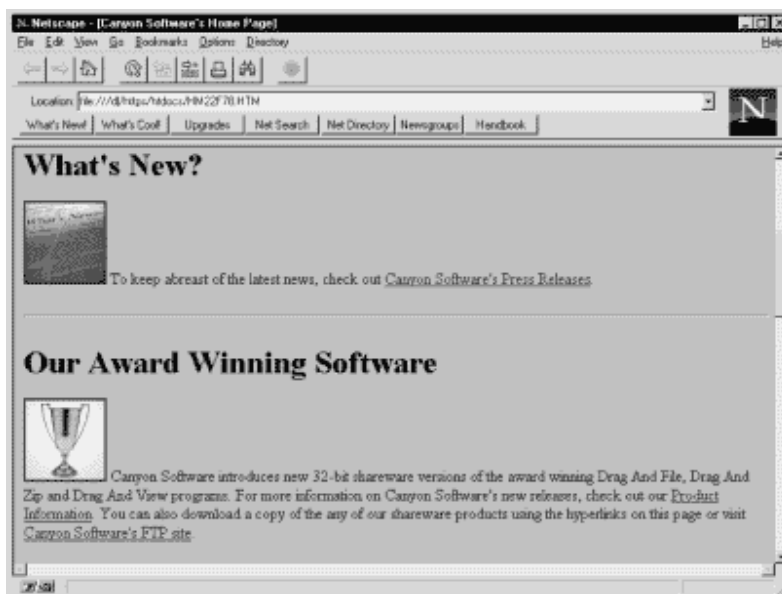 Netscape - [Canyon Software's Home Page]
File Edit View Go Bookmarks Options Directory Help
Location: file:///d|/https/htdocs/HM22F78.HTM
What's New! What's Cool! Upgrades Net Search Net Directory Newsgroups Handbook
N
What's New?
To keep abreast of the latest news, check out Canyon Software's Press Releases
Our Award Winning Software
Canyon Software introduces new 32-bit shareware versions of the award winning Drag And File, Drag And
Zip and Drag And View programs. For more information on Canyon Software's new releases, check out our Product
Information. You can also download a copy of the any of our shareware products using the hyperlinks on this page or visit
Canyon Software's FTP site.